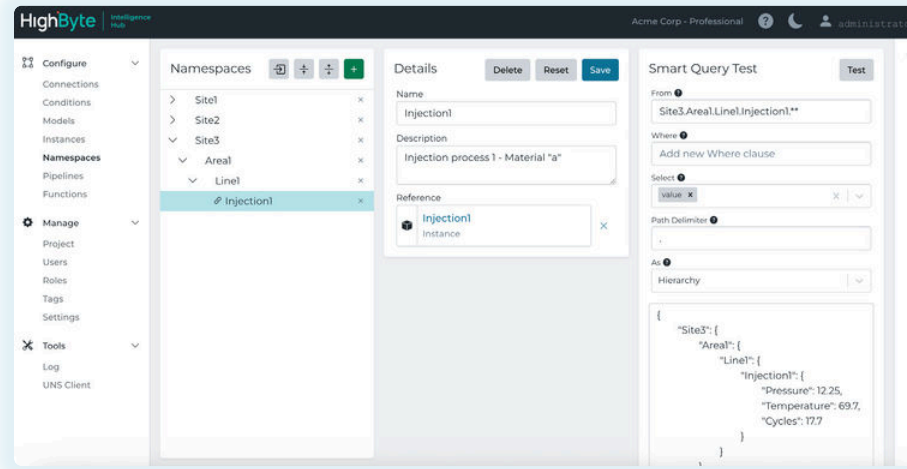 HighByte Intelligence Hub
Acme Corp - Professional
administrato
Configure
Connections
Conditions
Models
Instances
Namespaces
Pipelines
Functions
Manage
Project
Users
Roles
Tags
Settings
Tools
Log
UNS Client
Namespaces
Site1
Site2
Site3
Area1
Line1
Injection1
Details
Delete Reset Save
Name
Injection1
Description
Injection process 1 - Material "a"
Reference
Injection1
Instance
Smart Query Test
Test
From
Site3.Area1.Line1.Injection1.**
Where
Add new Where clause
Select
value
Path Delimiter
.
As
Hierarchy
{
"Site3": {
"Area1": {
"Line1": {
"Injection1": {
"Pressure": 12.25,
"Temperature": 69.7,
"Cycles": 17.7
}
}
}